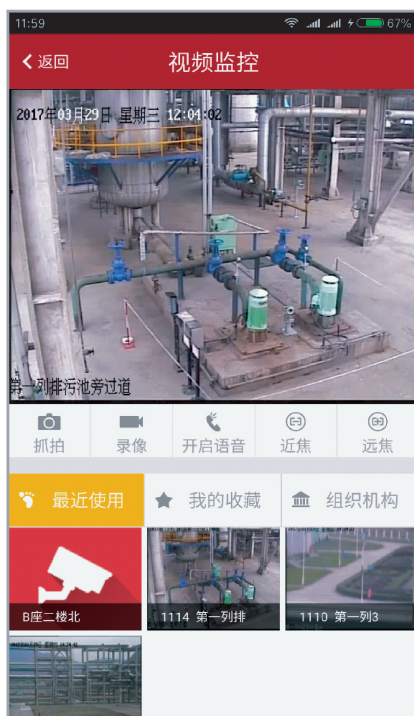 11:59 67%
返回 视频监控
2017年03月29日 星期三 12:04:02
第一列排污池旁过道
抓拍 录像 开启语音 近焦 远焦
最近使用 我的收藏 组织机构
B座二楼北 1114 第一列排 1110 第一列3